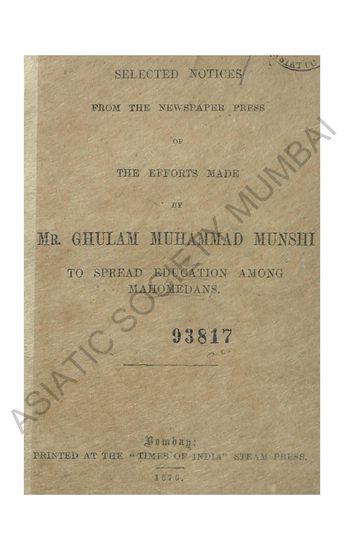 SELECTED NOTICES
FROM THE NEWSPAPER PRESS
OF
THE EFFORTS MADE
BY
MR. GHULAM MUHAMMAD MUNSHI
TO SPREAD EDUCATION AMONG
MAHOMEDANS.
93817
Bombay:
PRINTED AT THE "TIMES OF INDIA" STEAM PRESS.
1876.
ASIATIC SOCIETY MUMBAI